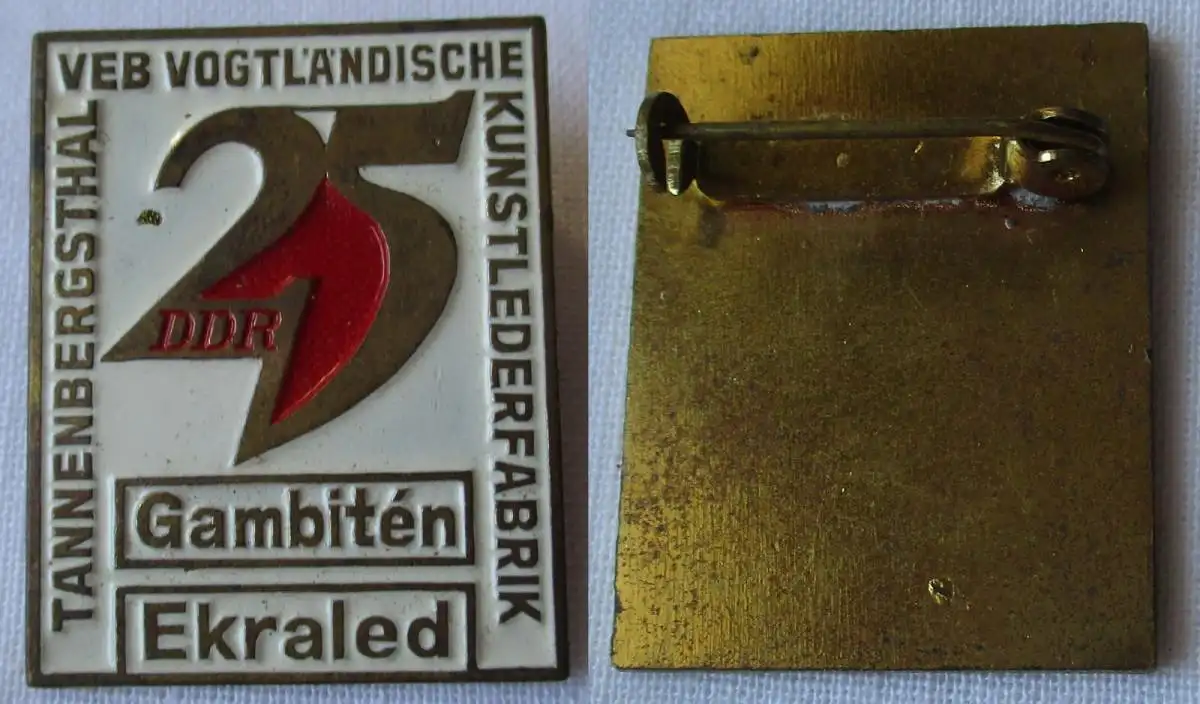 TANNENBERGSTHAL
VEB VOGTLÄNDISCHE
KUNSTLEDERFABRIK
25
DDR
Gambitén
Ekraled